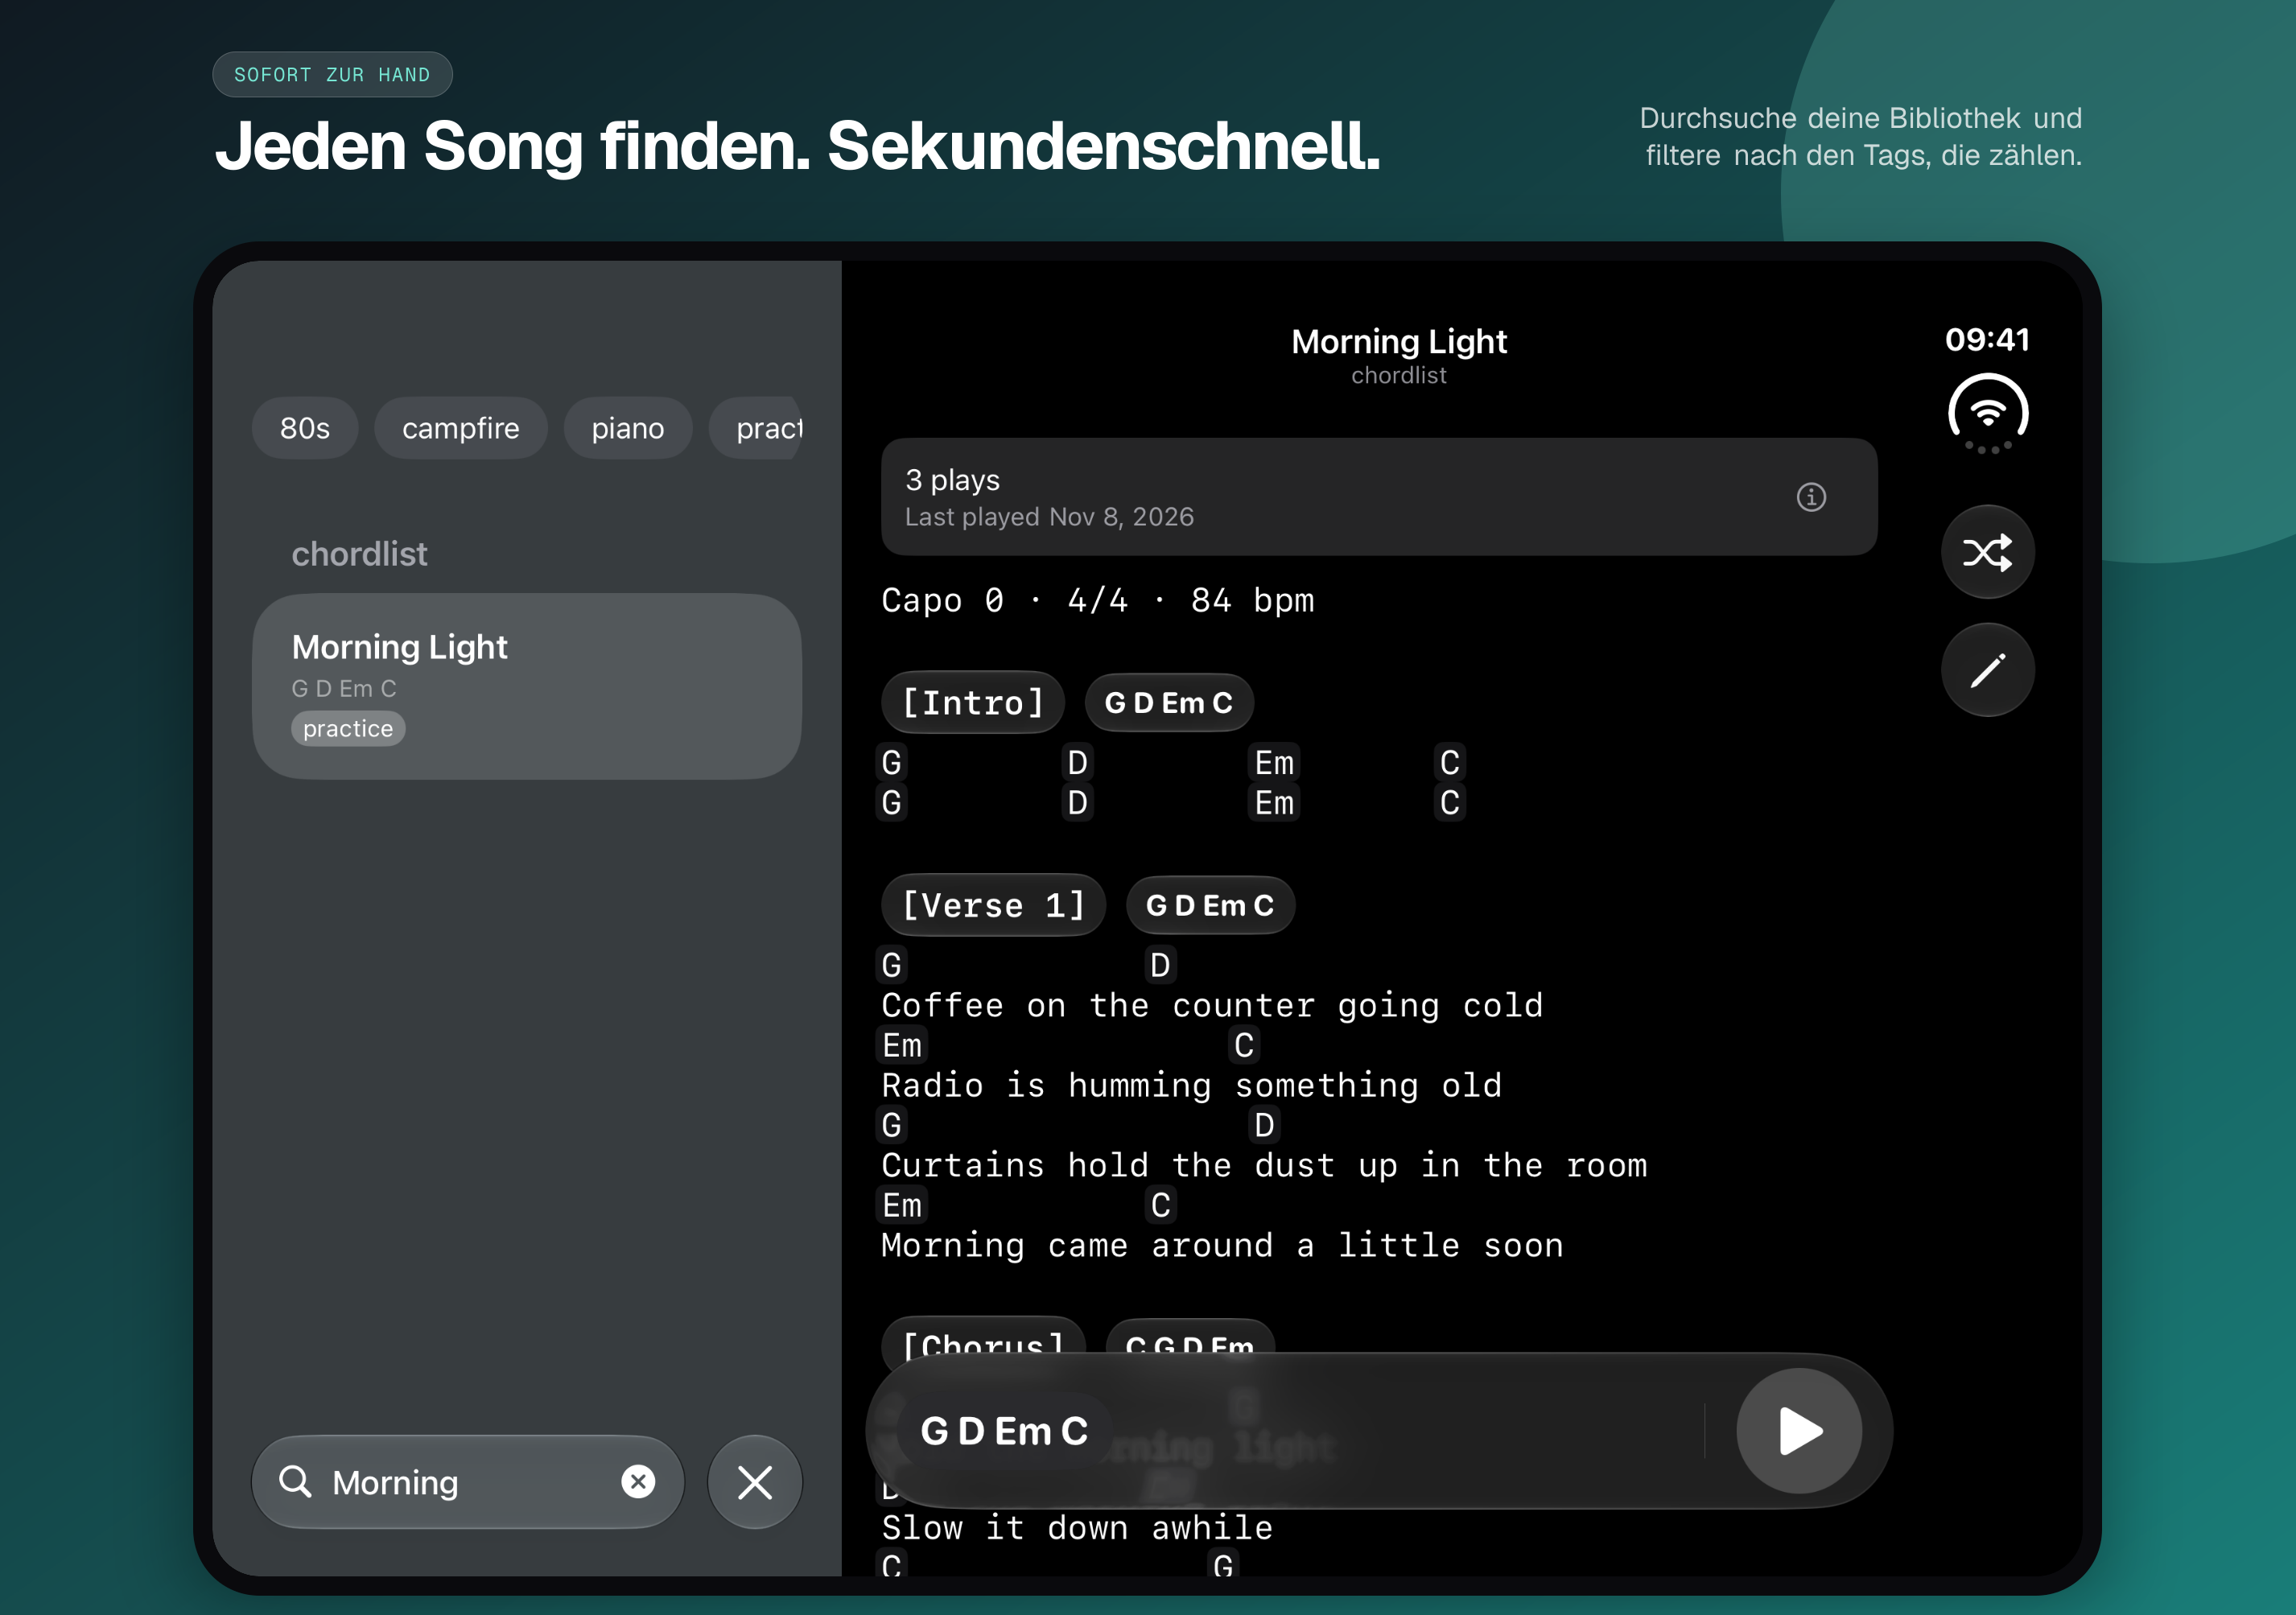 SOFORT ZUR HAND
Jeden Song finden. Sekundenschnell.
Durchsuche deine Bibliothek und
filtere nach den Tags, die zählen.
80s campfire piano
chordlist
Morning Light
G D Em C
practice
Morning
Morning Light
chordlist
09:41
3 plays
Last played Nov 8, 2026
Capo 0 · 4/4 · 84 bpm
[Intro] G D Em C
G D Em C
G D Em C
[Verse 1] G D Em C
G D
Coffee on the counter going cold
Em C
Radio is humming something old
G D
Curtains hold the dust up in the room
Em C
Morning came around a little soon
[Chorus] C G D Em
G D Em C
Slow it down awhile
C G